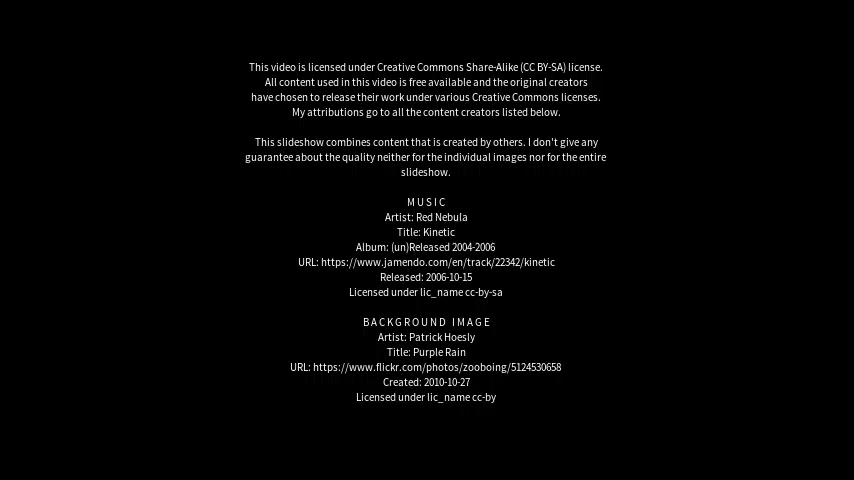 This video is licensed under Creative Commons Share-Alike (CC BY-SA) license.
All content used in this video is free available and the original creators
have chosen to release their work under various Creative Commons licenses.
My attributions go to all the content creators listed below.
This slideshow combines content that is created by others. I don't give any
guarantee about the quality neither for the individual images nor for the entire
slideshow.
MUSIC
Artist: Red Nebula
Title: Kinetic
Album: (un)Released 2004-2006
URL: https://www.jamendo.com/en/track/22342/kinetic
Released: 2006-10-15
Licensed under lic_name cc-by-sa
BACKGROUND IMAGE
Artist: Patrick Hoesly
Title: Purple Rain
URL: https://www.flickr.com/photos/zooboing/5124530658
Created: 2010-10-27
Licensed under lic_name cc-by